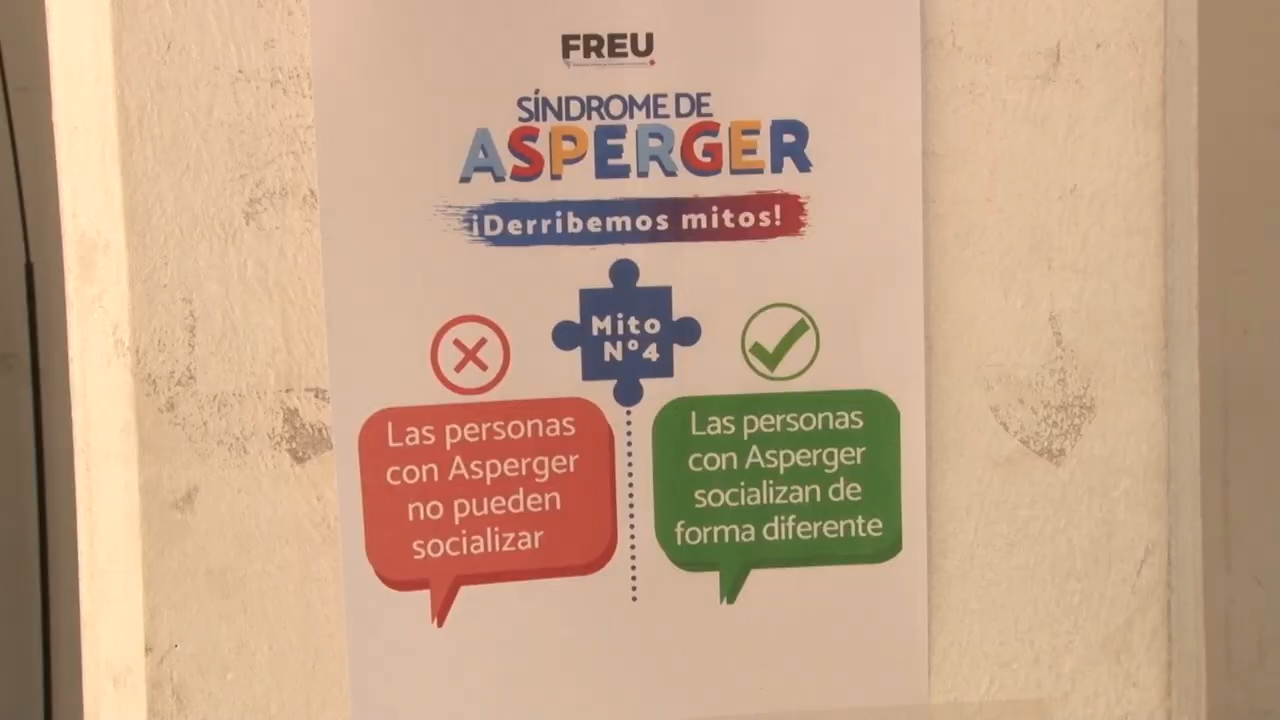 FREU
SÍNDROME DE
ASPERGER
¡Derribemos mitos!
Mito
N°4
Las personas
con Asperger
no pueden
socializar
Las personas
con Asperger
socializan de
forma diferente